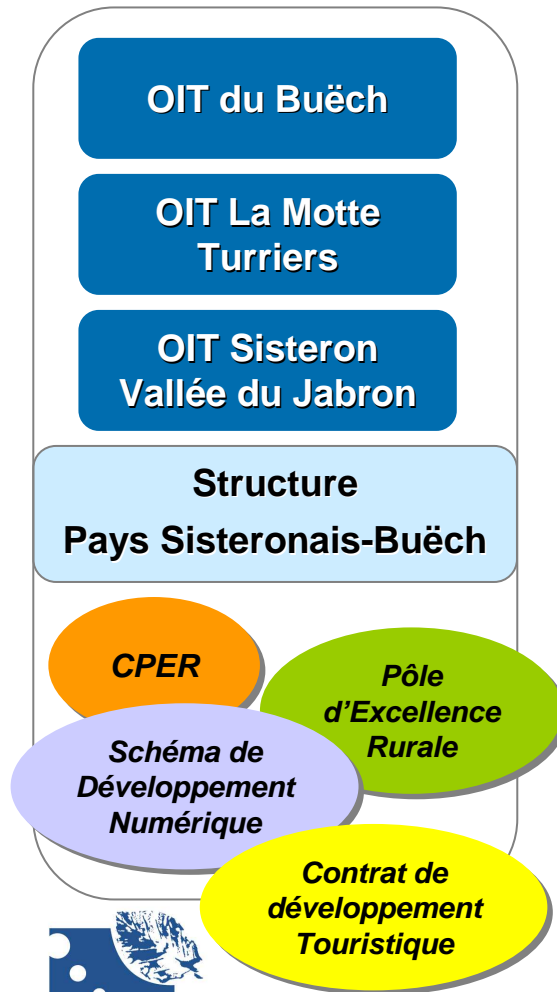 OIT du Buëch
OIT La Motte
Turriers
OIT Sisteron
Vallée du Jabron
Structure
Pays Sisteronais-Buëch
CPER
Pôle
d’Excellence
Rurale
Schéma de
Développement
Numérique
Contrat de
développement
Touristique